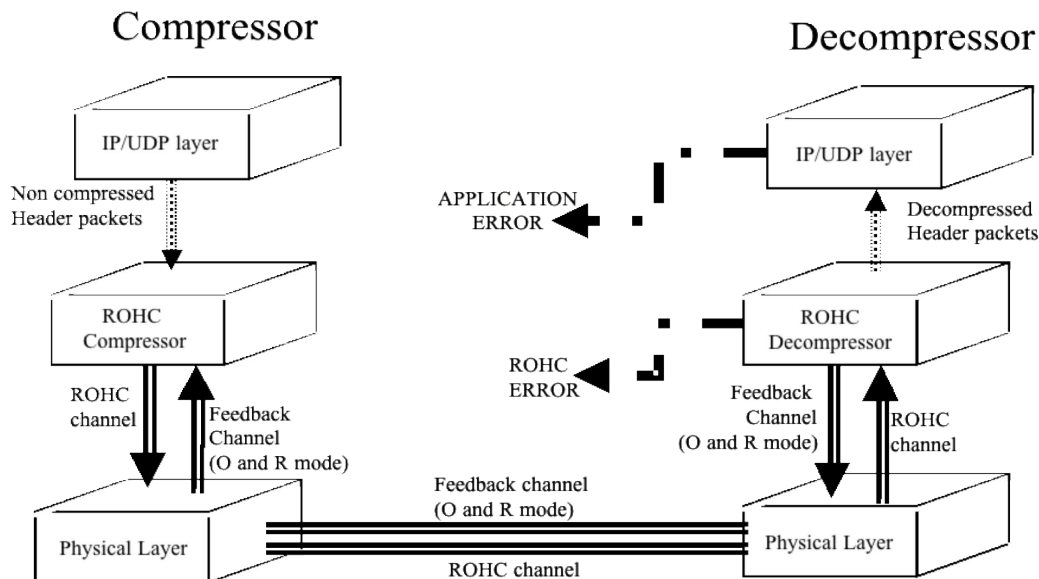 Compressor
Decompressor
IP/UDP layer
IP/UDP layer
Non compressed
Header packets
APPLICATION
ERROR
Decompressed
Header packets
ROHC
Compressor
ROHC
Decompressor
ROHC
ERROR
ROHC
channel
Feedback
Channel
(O and R mode)
Feedback
Channel
(O and R mode)
ROHC
channel
Feedback channel
(O and R mode)
Physical Layer
Physical Layer
ROHC channel